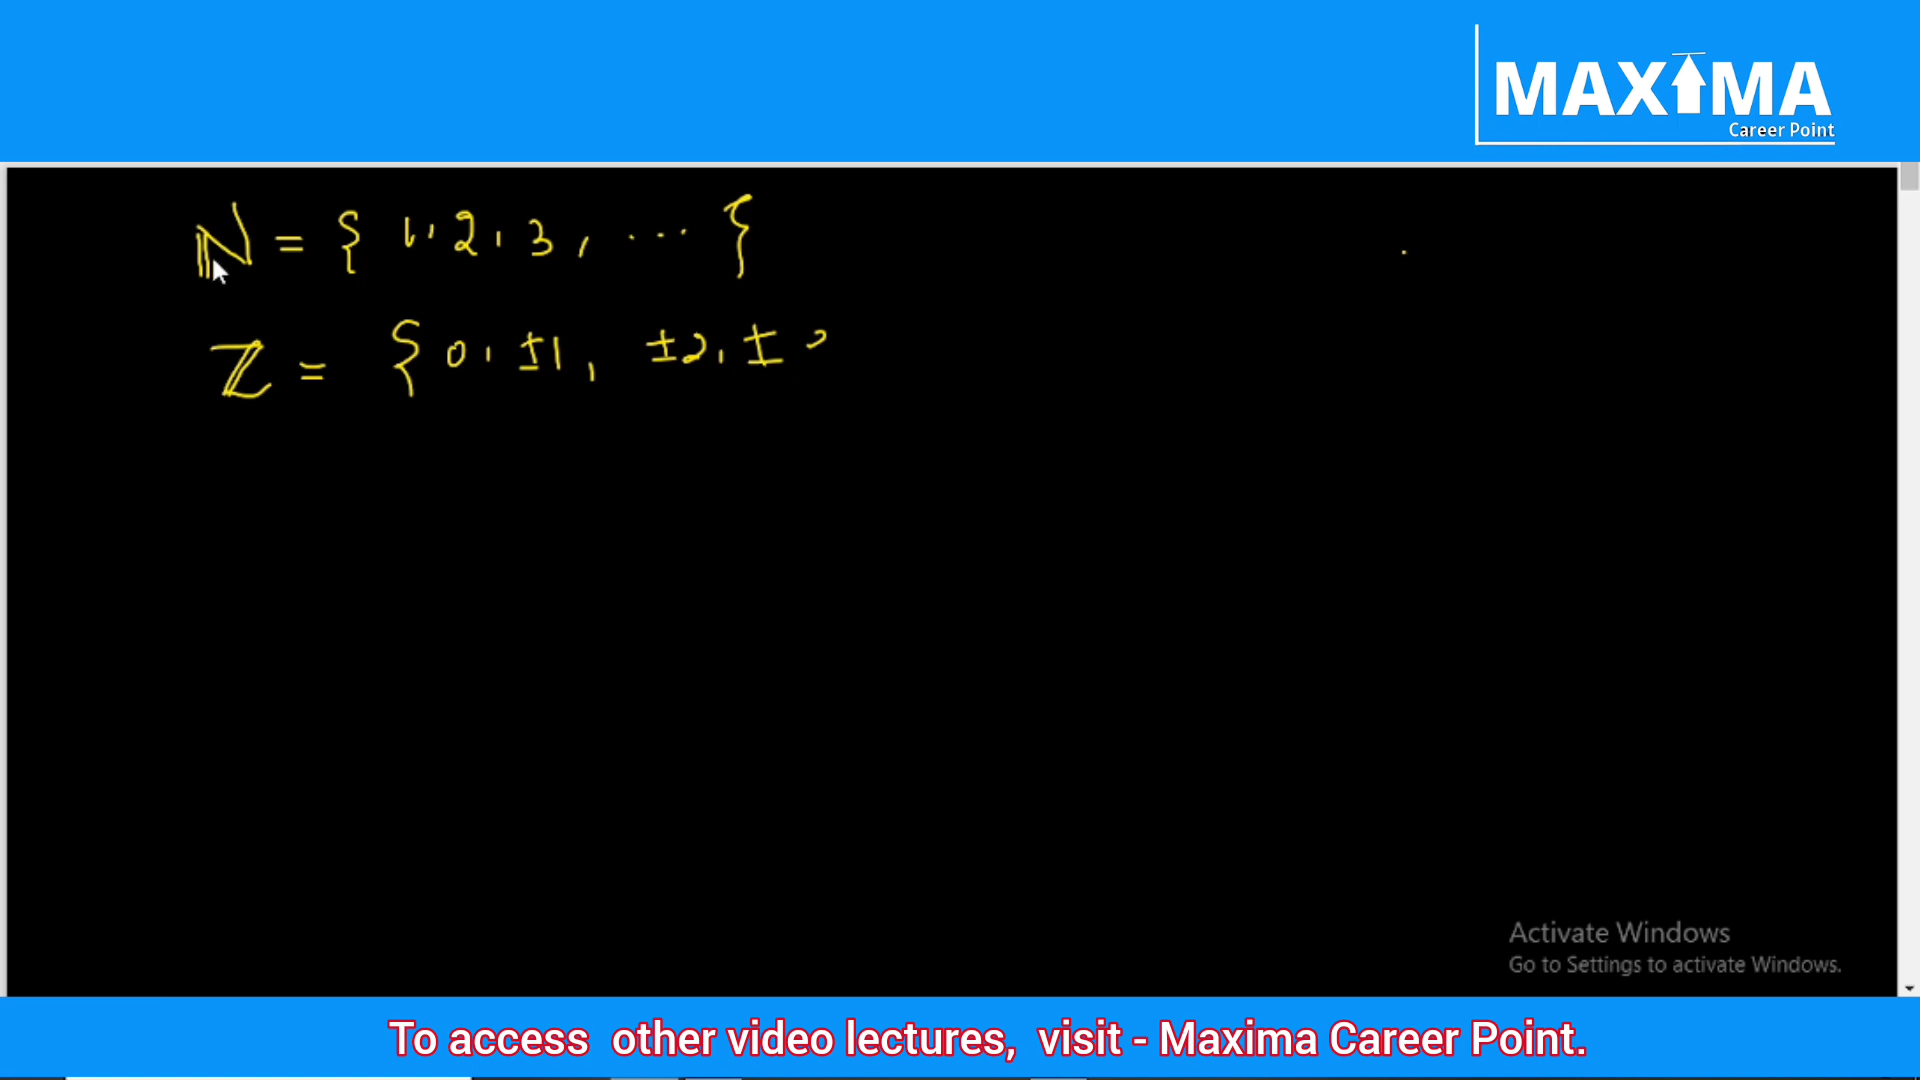 MAXIMA
Career Point
ℕ = { 1, 2, 3, ... }
ℤ = { 0, ±1, ±2, ±
Activate Windows
Go to Settings to activate Windows.
To access other video lectures, visit - Maxima Career Point.